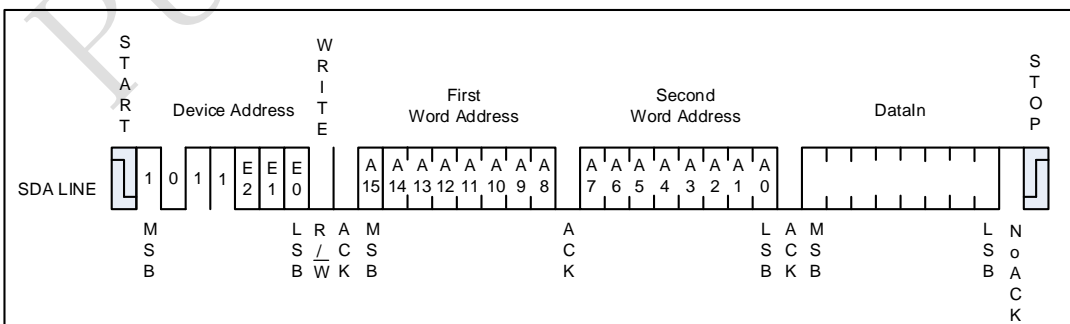 START
WRITE
STOP
Device Address
First
Word Address
Second
Word Address
DataIn
SDA LINE
1 0 1 1 E2 E1 E0 A15 A14 A13 A12 A11 A10 A9 A8 A7 A6 A5 A4 A3 A2 A1 A0
MSB LSB R/W ACK MSB ACK LSB ACK MSB LSB NoACK